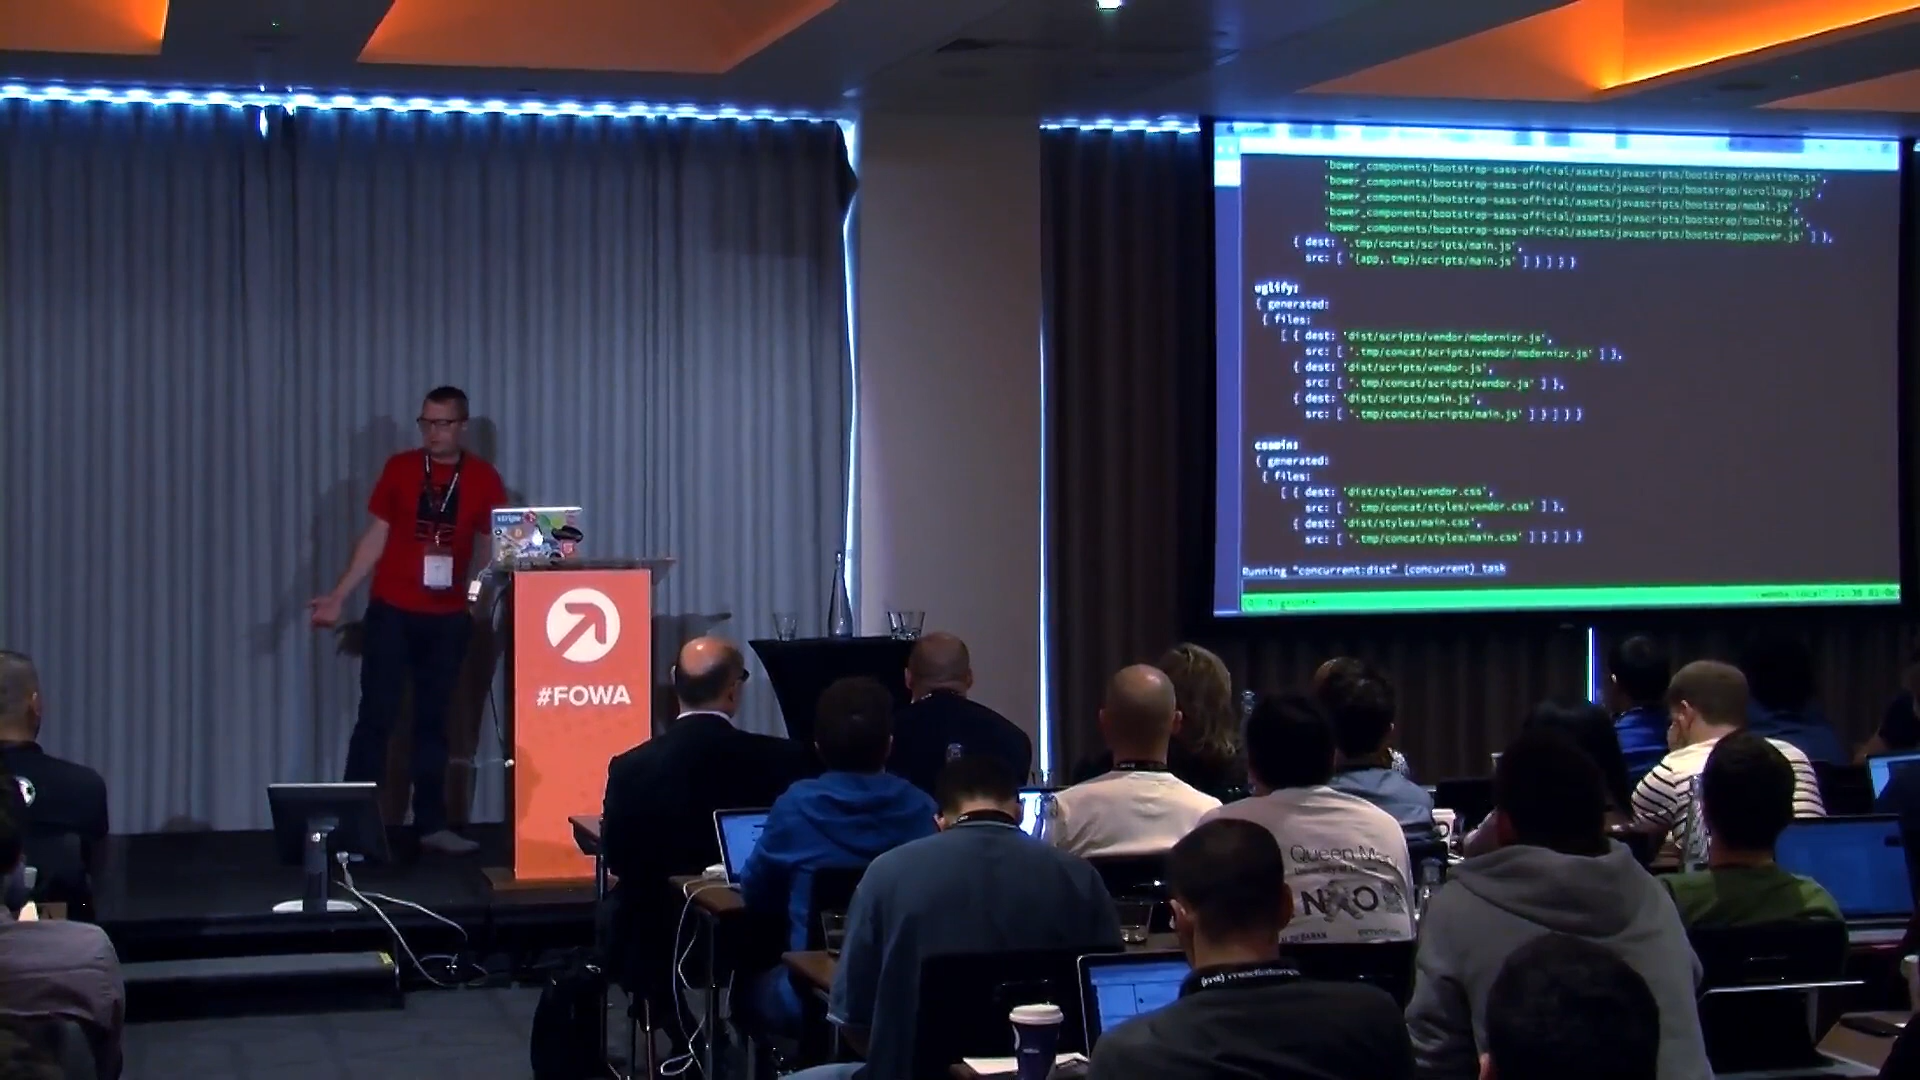 'bower_components/bootstrap-sass-official/assets/javascripts/bootstrap/transition.js',
'bower_components/bootstrap-sass-official/assets/javascripts/bootstrap/scrollspy.js',
'bower_components/bootstrap-sass-official/assets/javascripts/bootstrap/modal.js',
'bower_components/bootstrap-sass-official/assets/javascripts/bootstrap/tooltip.js',
'bower_components/bootstrap-sass-official/assets/javascripts/bootstrap/popover.js' ] },
{ dest: '.tmp/concat/scripts/main.js',
src: [ '{app,.tmp}/scripts/main.js' ] } ] } }
uglify:
{ generated:
{ files:
[ { dest: 'dist/scripts/vendor/modernizr.js',
src: [ '.tmp/concat/scripts/vendor/modernizr.js' ] },
{ dest: 'dist/scripts/vendor.js',
src: [ '.tmp/concat/scripts/vendor.js' ] },
{ dest: 'dist/scripts/main.js',
src: [ '.tmp/concat/scripts/main.js' ] } ] } }
cssmin:
{ generated:
{ files:
[ { dest: 'dist/styles/vendor.css',
src: [ '.tmp/concat/styles/vendor.css' ] },
{ dest: 'dist/styles/main.css',
src: [ '.tmp/concat/styles/main.css' ] } ] } }
Running "concurrent:dist" (concurrent) task
stripe
#FOWA
Queen
University of